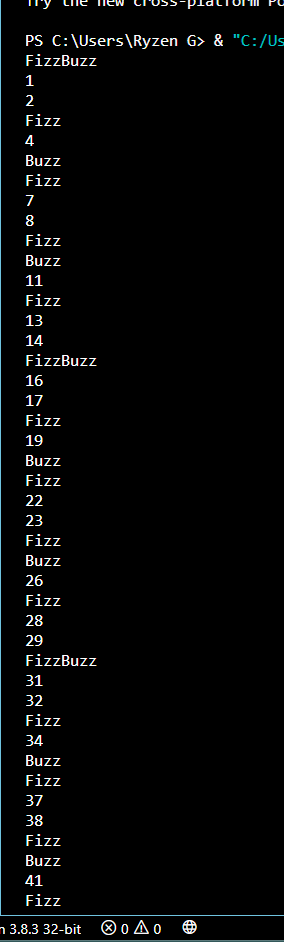 Try the new cross-platform Po
PS C:\Users\Ryzen G> & "C:/Us
FizzBuzz
1
2
Fizz
4
Buzz
Fizz
7
8
Fizz
Buzz
11
Fizz
13
14
FizzBuzz
16
17
Fizz
19
Buzz
Fizz
22
23
Fizz
Buzz
26
Fizz
28
29
FizzBuzz
31
32
Fizz
34
Buzz
Fizz
37
38
Fizz
Buzz
41
Fizz
n 3.8.3 32-bit 0 0